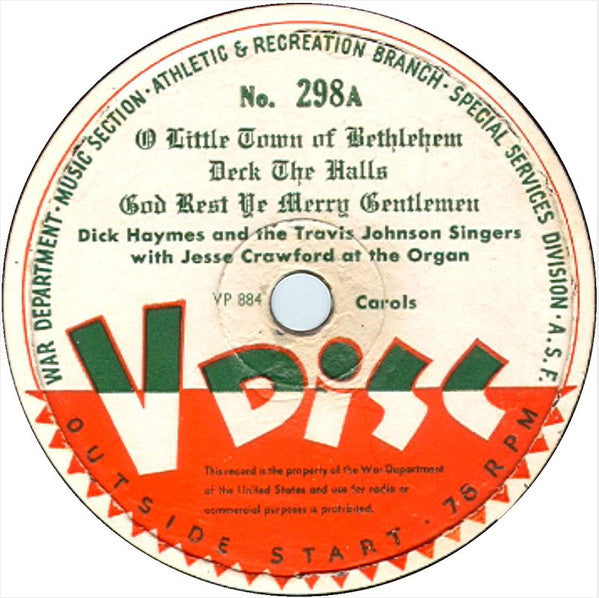 WAR DEPARTMENT · MUSIC SECTION · ATHLETIC & RECREATION BRANCH · SPECIAL SERVICES DIVISION · A.S.F.
No. 298A
O Little Town of Bethlehem
Deck The Halls
God Rest Ye Merry Gentlemen
Dick Haymes and the Travis Johnson Singers
with Jesse Crawford at the Organ
VP 884 Carols
V DISC
This record is the property of the War Department
of the United States and use for radio or
commercial purposes is prohibited.
OUTSIDE START · 78 RPM